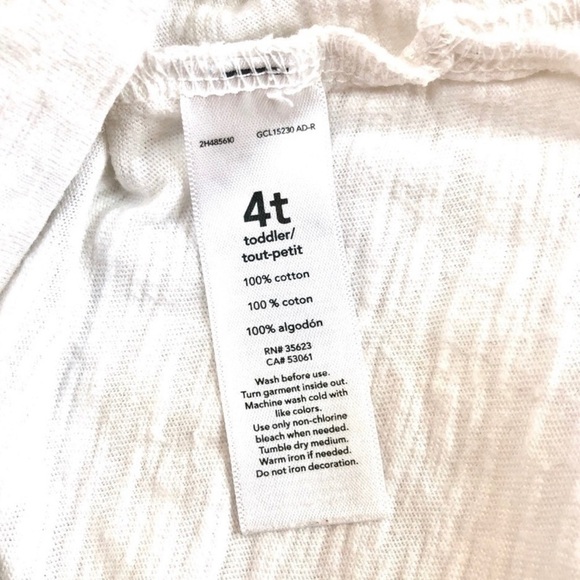 2H485610 GCL15230 AD-R
4t
toddler/
tout-petit
100% cotton
100 % coton
100% algodón
RN# 35623
CA# 53061
Wash before use.
Turn garment inside out.
Machine wash cold with
like colors.
Use only non-chlorine
bleach when needed.
Tumble dry medium.
Warm iron if needed.
Do not iron decoration.